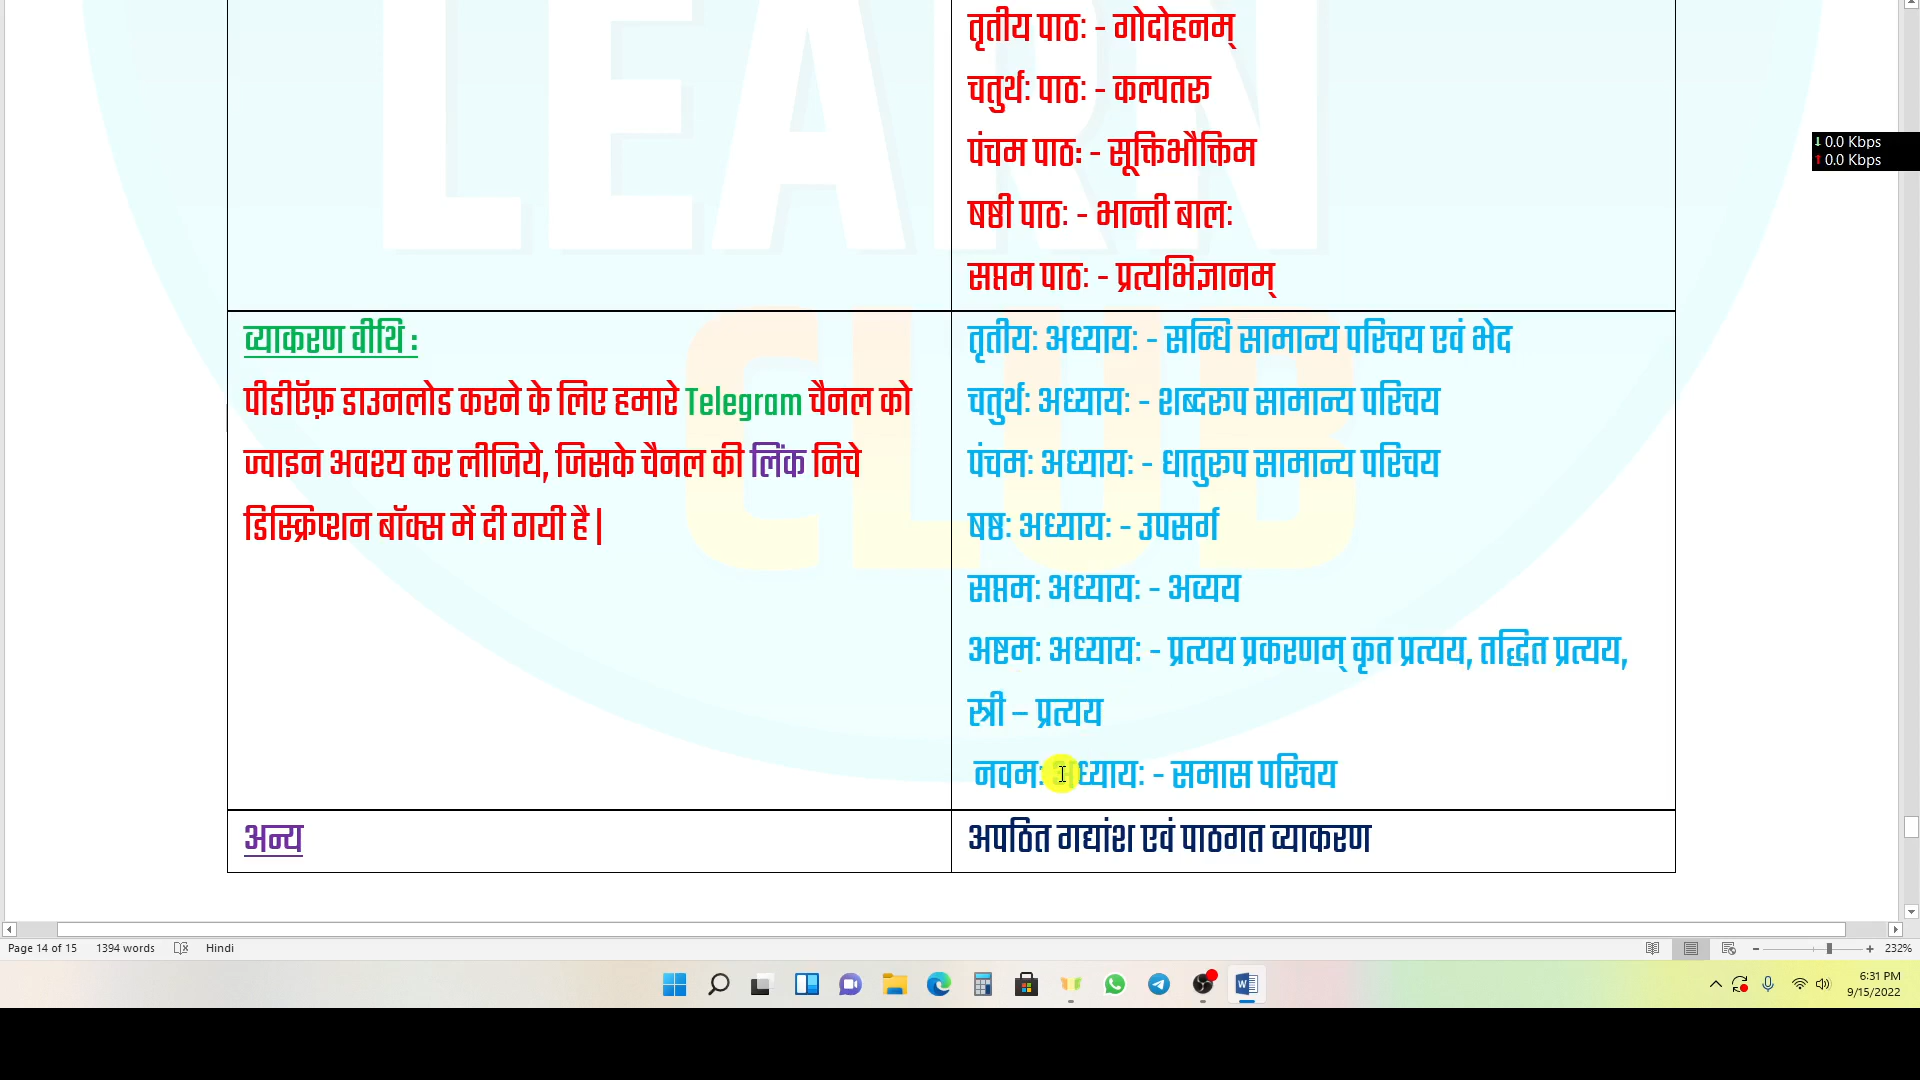 LEARN
CLUB
तृतीय पाठः - गोदोहनम्
चतुर्थः पाठः - कल्पतरू
पंचम पाठः - सूक्तिभौक्तिम
षष्ठी पाठः - भान्ती बालः
सप्तम पाठः - प्रत्यभिज्ञानम्
व्याकरण वीथि :
पीडीऍफ़ डाउनलोड करने के लिए हमारे Telegram चैनल को
ज्वाइन अवश्य कर लीजिये, जिसके चैनल की लिंक निचे
डिस्क्रिप्शन बॉक्स में दी गयी है |
तृतीयः अध्यायः - सन्धि सामान्य परिचय एवं भेद
चतुर्थः अध्यायः - शब्दरूप सामान्य परिचय
पंचमः अध्यायः - धातुरूप सामान्य परिचय
षष्ठः अध्यायः - उपसर्ग
सप्तमः अध्यायः - अव्यय
अष्टमः अध्यायः - प्रत्यय प्रकरणम् कृत प्रत्यय, तद्धित प्रत्यय,
स्त्री – प्रत्यय
नवमः अध्यायः - समास परिचय
अन्य
अपठित गद्यांश एवं पाठगत व्याकरण
0.0 Kbps
0.0 Kbps
Page 14 of 15 1394 words Hindi
232%
6:31 PM
9/15/2022